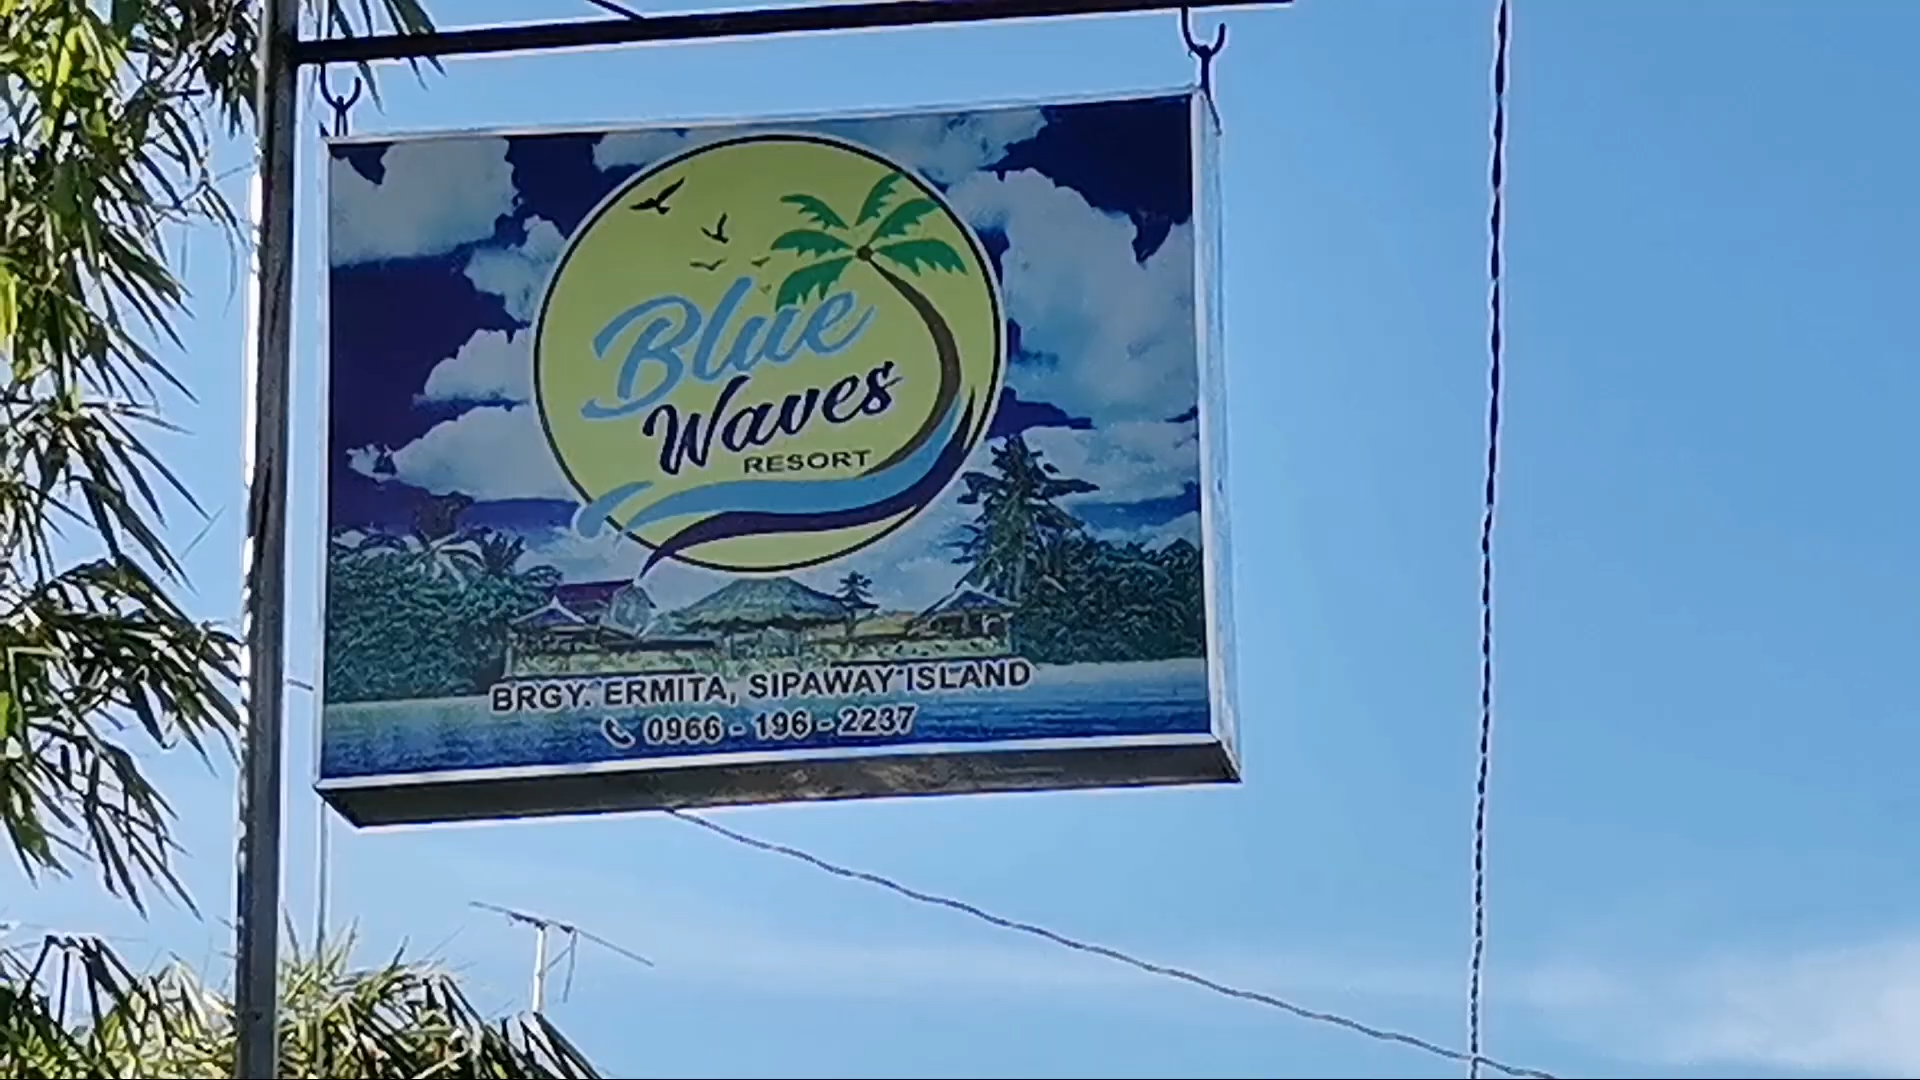 Blue
Waves
RESORT
BRGY. ERMITA, SIPAWAY ISLAND
0966 - 196 - 2237